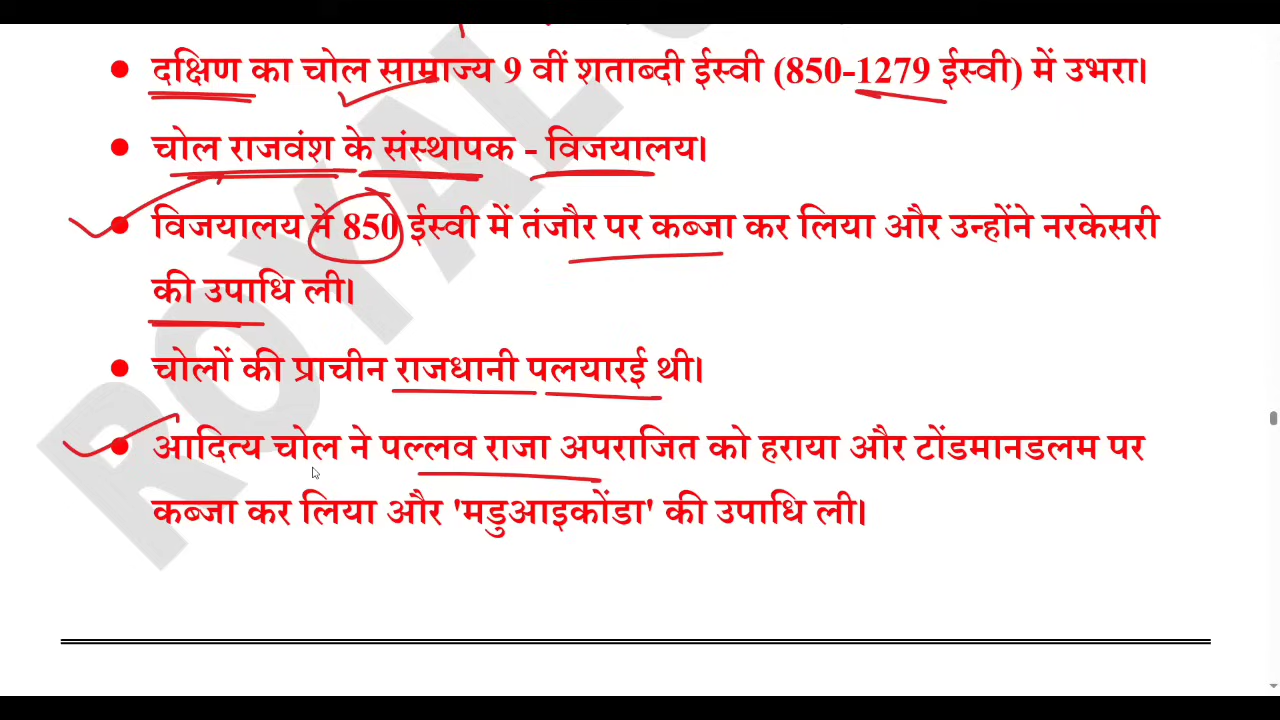 ● दक्षिण का चोल साम्राज्य 9 वीं शताब्दी ईस्वी (850-1279 ईस्वी) में उभरा।
● चोल राजवंश के संस्थापक - विजयालय।
● विजयालय ने 850 ईस्वी में तंजौर पर कब्जा कर लिया और उन्होंने नरकेसरी
की उपाधि ली।
● चोलों की प्राचीन राजधानी पलयारई थी।
● आदित्य चोल ने पल्लव राजा अपराजित को हराया और टोंडमानडलम पर
कब्जा कर लिया और 'मडुआइकोंडा' की उपाधि ली।
ROYAL